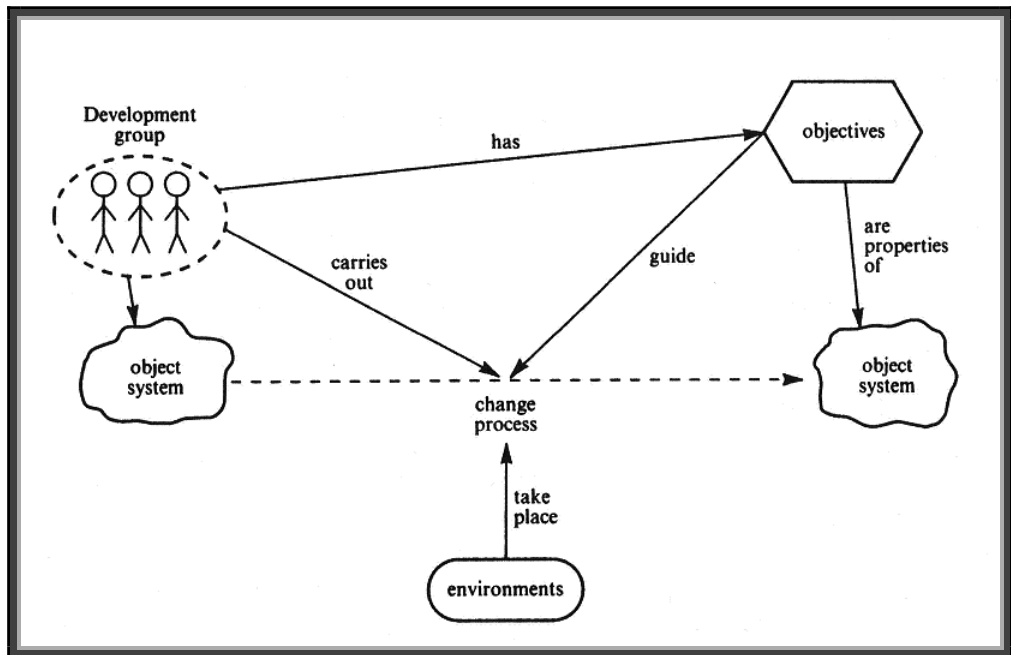 Development
group
has
objectives
carries
out
guide
are
properties
of
object
system
object
system
change
process
take
place
environments